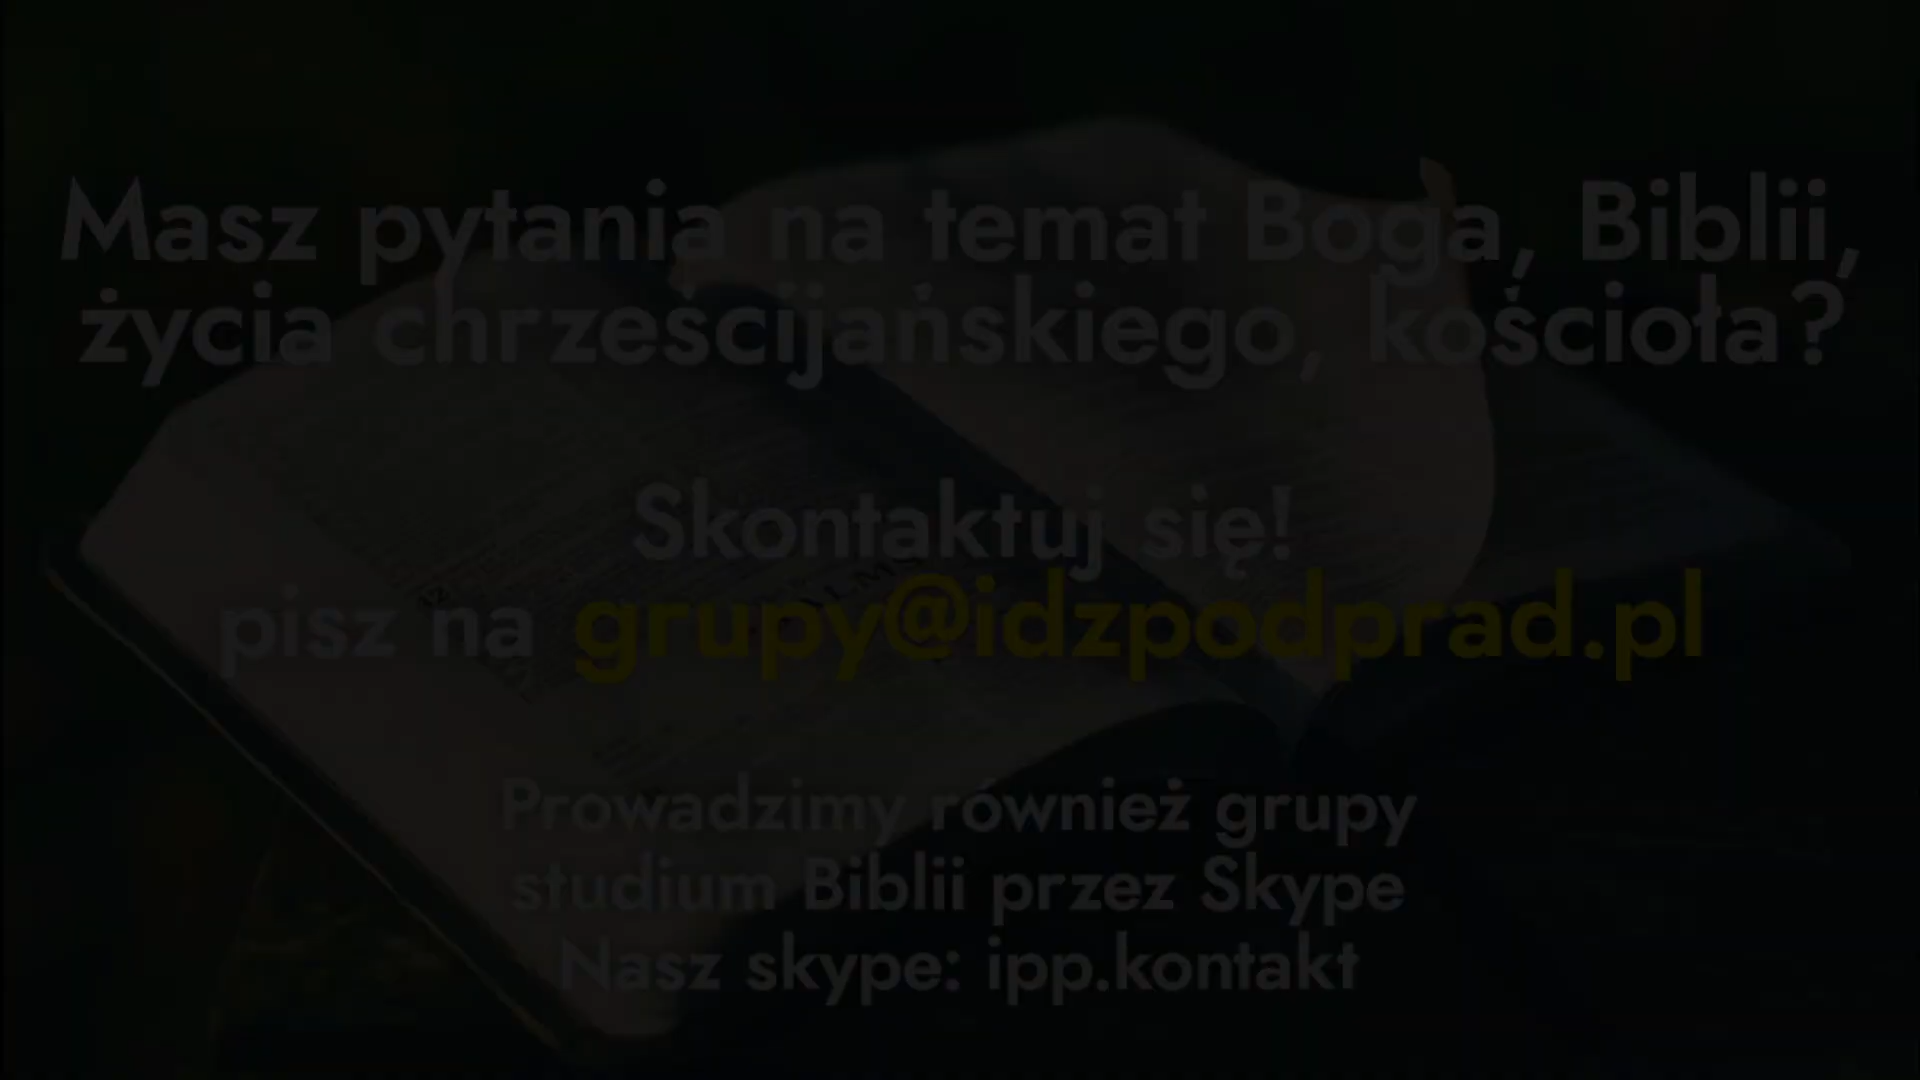 Masz pytania na temat Boga, Biblii,
życia chrześcijańskiego, kościoła?
Skontaktuj się!
pisz na grupy@idzpodprad.pl
Prowadzimy również grupy
studium Biblii przez Skype
Nasz skype: ipp.kontakt